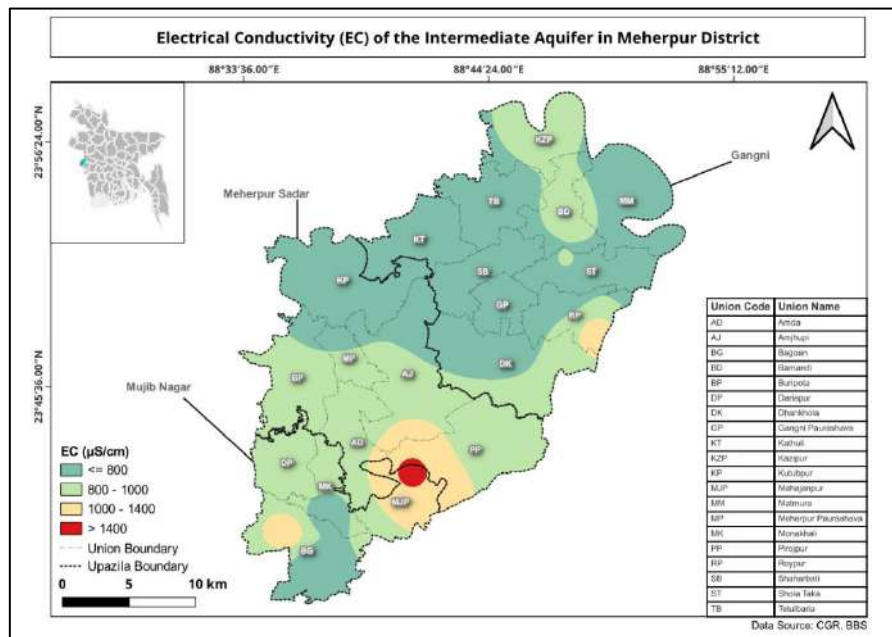 Electrical Conductivity (EC) of the Intermediate Aquifer in Meherpur District
88°33'36.00"E 88°44'24.00"E 88°55'12.00"E
23°56'24.00"N
23°45'36.00"N
KZP
Gangni
Meherpur Sadar
TB
BD
MM
KT
SB
ST
KP
GP
RP
MP
AJ
DK
BP
Mujib Nagar
AD
PP
DP
MK
MJP
BG
EC (µS/cm)
<= 800
800 - 1000
1000 - 1400
> 1400
Union Boundary
Upazila Boundary
0 5 10 km
Union Code Union Name
AD Amda
AJ Amjhupi
BG Bagoan
BD Bamandi
BP Buripota
DP Dariapur
DK Dhankhola
GP Gangni Paurashava
KT Kathuli
KZP Kazipur
KP Kutubpur
MJP Mahajanpur
MM Matmura
MP Meherpur Paurashava
MK Monakhali
PP Pirojpur
RP Roypur
SB Shaharbati
ST Shola Taka
TB Tetulbaria
Data Source: CGR, BBS